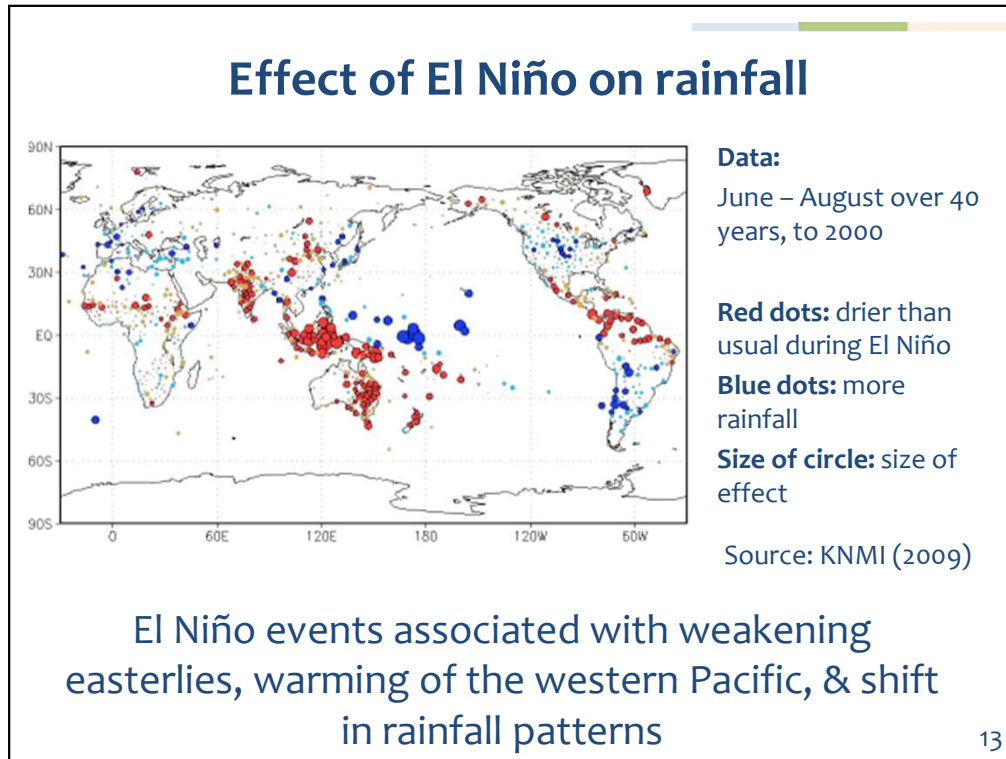 Effect of El Niño on rainfall
90N
60N
30N
EQ
30S
60S
90S
0
60E
120E
180
120W
60W
Data:
June – August over 40
years, to 2000
Red dots: drier than
usual during El Niño
Blue dots: more
rainfall
Size of circle: size of
effect
Source: KNMI (2009)
El Niño events associated with weakening
easterlies, warming of the western Pacific, & shift
in rainfall patterns
13